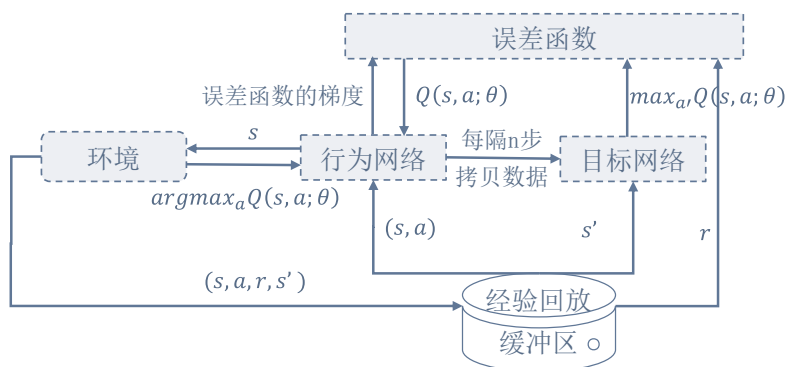 误差函数
误差函数的梯度
Q(s,a;θ)
max_a,Q(s,a;θ)
s
每隔n步
环境
行为网络
目标网络
拷贝数据
argmax_aQ(s,a;θ)
(s,a)
s’
r
(s,a,r,s’)
经验回放
缓冲区